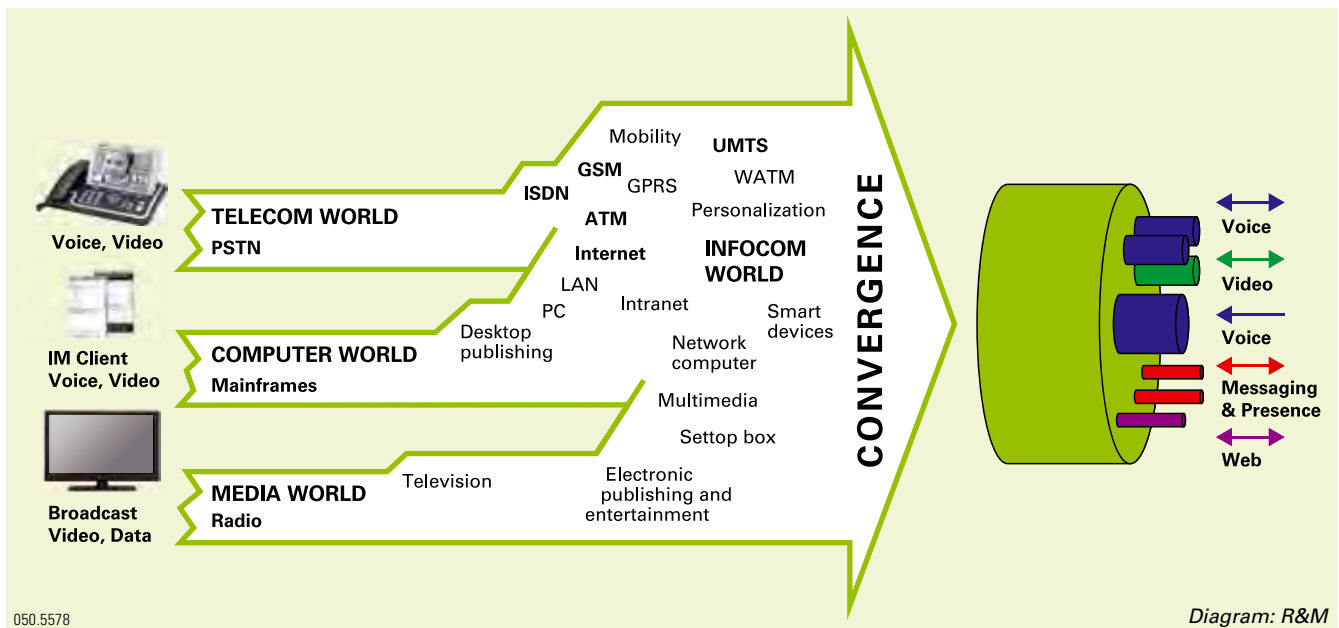 Voice, Video
IM Client
Voice, Video
Broadcast
Video, Data
TELECOM WORLD
PSTN
COMPUTER WORLD
Mainframes
MEDIA WORLD
Radio
Mobility
UMTS
GSM
ISDN
GPRS
WATM
ATM
Personalization
Internet
INFOCOM
WORLD
LAN
PC
Intranet
Smart
devices
Desktop
publishing
Network
computer
Multimedia
Settop box
Television
Electronic
publishing and
entertainment
CONVERGENCE
Voice
Video
Voice
Messaging
& Presence
Web
050.5578
Diagram: R&M